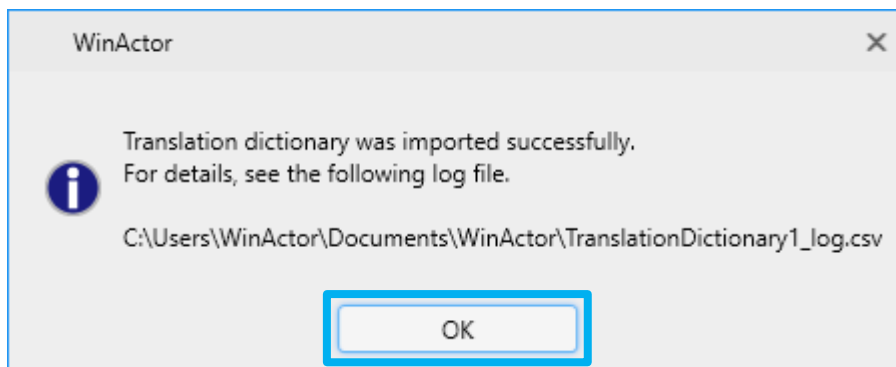 WinActor
Translation dictionary was imported successfully.
For details, see the following log file.
C:\Users\WinActor\Documents\WinActor\TranslationDictionary1_log.csv
OK